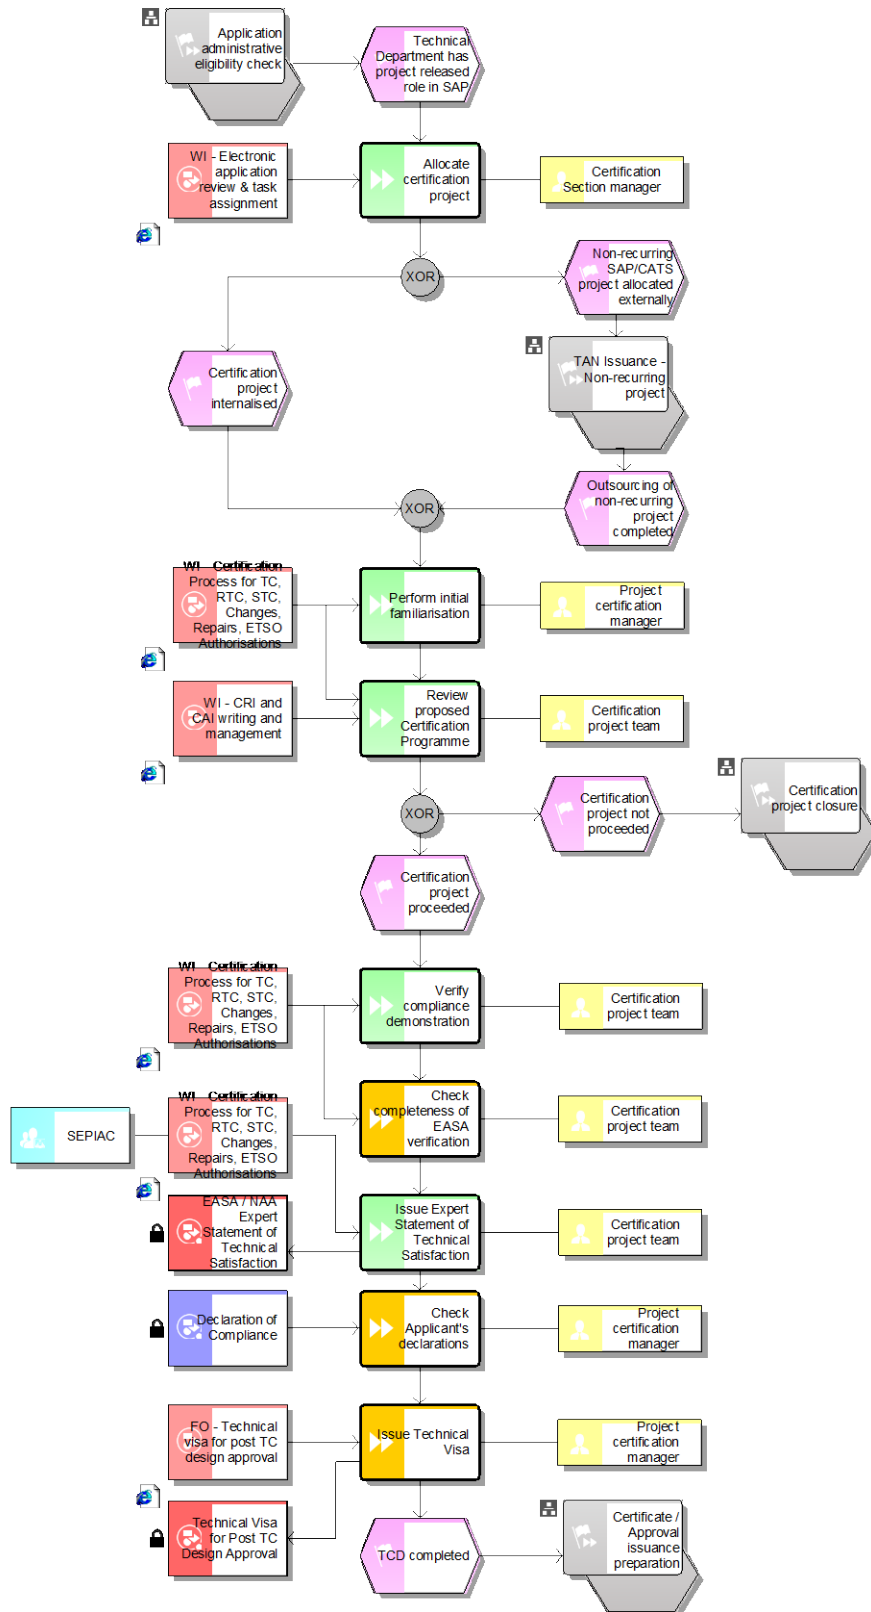 Application
administrative
eligibility check
Technical
Department has
project released
role in SAP
WI - Electronic
application
review & task
assignment
Allocate
certification
project
Certification
Section manager
XOR
Non-recurring
SAP/CATS
project allocated
externally
Certification
project
internalised
TAN Issuance -
Non-recurring
project
XOR
Outsourcing of
non-recurring
project
completed
WI - Certification
Process for TC,
RTC, STC,
Changes,
Repairs, ETSO
Authorisations
Perform initial
familiarisation
Project
certification
manager
WI - CRI and
CAI writing and
management
Review
proposed
Certification
Programme
Certification
project team
XOR
Certification
project not
proceeded
Certification
project closure
Certification
project
proceeded
WI - Certification
Process for TC,
RTC, STC,
Changes,
Repairs, ETSO
Authorisations
Verify
compliance
demonstration
Certification
project team
SEPIAC
WI - Certification
Process for TC,
RTC, STC,
Changes,
Repairs, ETSO
Authorisations
Check
completeness of
EASA
verification
Certification
project team
EASA / NAA
Expert
Statement of
Technical
Satisfaction
Issue Expert
Statement of
Technical
Satisfaction
Certification
project team
Declaration of
Compliance
Check
Applicant's
declarations
Project
certification
manager
FO - Technical
visa for post TC
design approval
Issue Technical
Visa
Project
certification
manager
Technical Visa
for Post TC
Design Approval
TCD completed
Certificate /
Approval
issuance
preparation